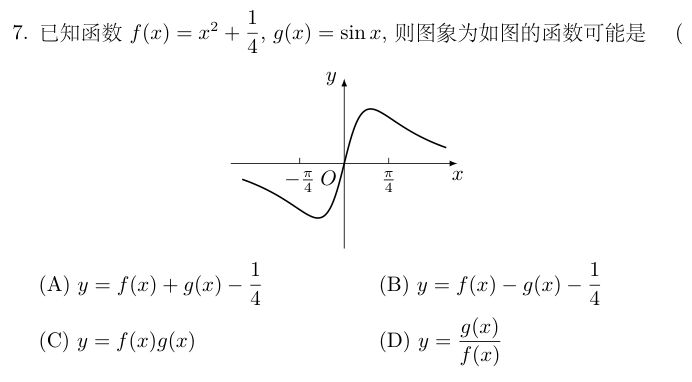 7. 已知函数 f(x) = x² + 1/4, g(x) = sin x, 则图象为如图的函数可能是 (
y
−π/4 O π/4 x
(A) y = f(x) + g(x) − 1/4 (B) y = f(x) − g(x) − 1/4
(C) y = f(x)g(x) (D) y = g(x)/f(x)